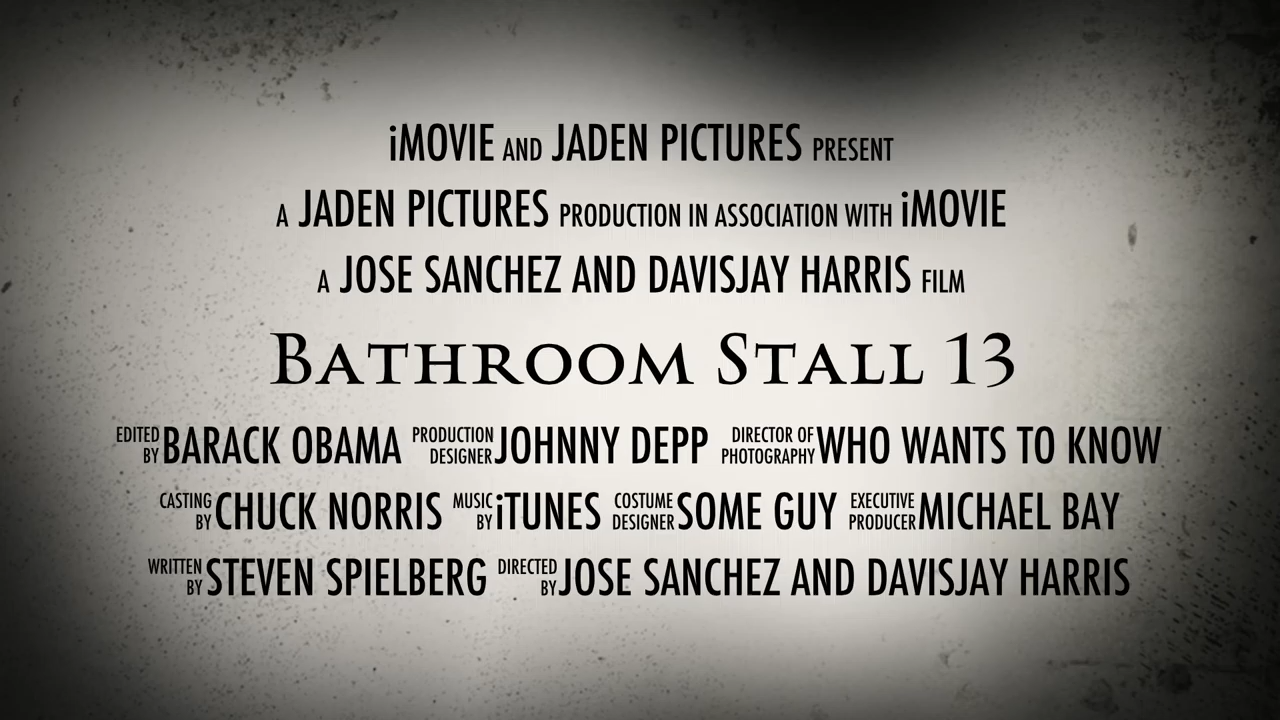 iMOVIE AND JADEN PICTURES PRESENT
A JADEN PICTURES PRODUCTION IN ASSOCIATION WITH iMOVIE
A JOSE SANCHEZ AND DAVISJAY HARRIS FILM
BATHROOM STALL 13
EDITED BY BARACK OBAMA PRODUCTION DESIGNER JOHNNY DEPP DIRECTOR OF PHOTOGRAPHY WHO WANTS TO KNOW
CASTING BY CHUCK NORRIS MUSIC BY iTUNES COSTUME DESIGNER SOME GUY EXECUTIVE PRODUCER MICHAEL BAY
WRITTEN BY STEVEN SPIELBERG DIRECTED BY JOSE SANCHEZ AND DAVISJAY HARRIS